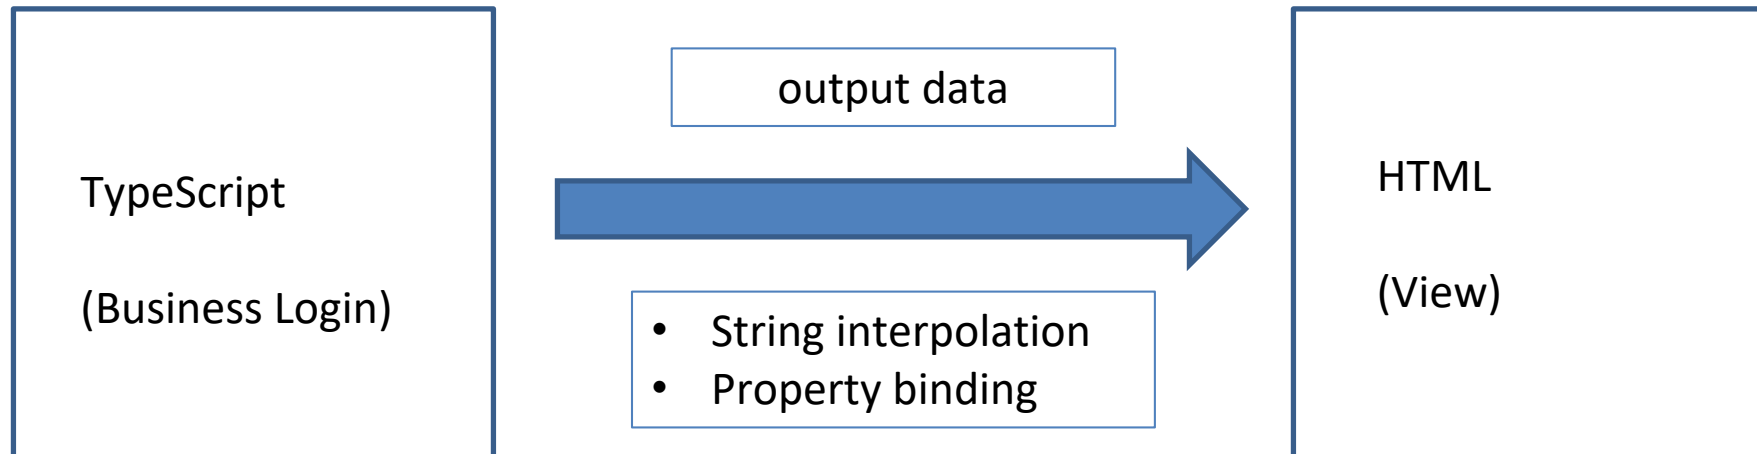 TypeScript
(Business Login)
output data
• String interpolation
• Property binding
HTML
(View)